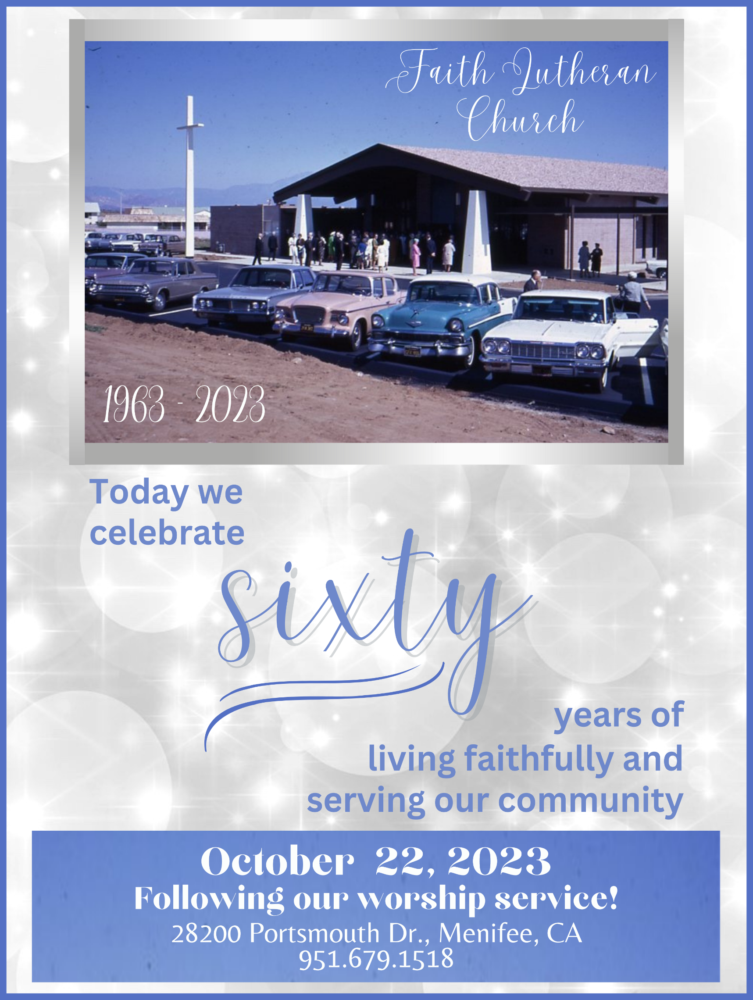 Faith Lutheran
Church
1963 - 2023
Today we
celebrate
sixty
years of
living faithfully and
serving our community
October 22, 2023
Following our worship service!
28200 Portsmouth Dr., Menifee, CA
951.679.1518